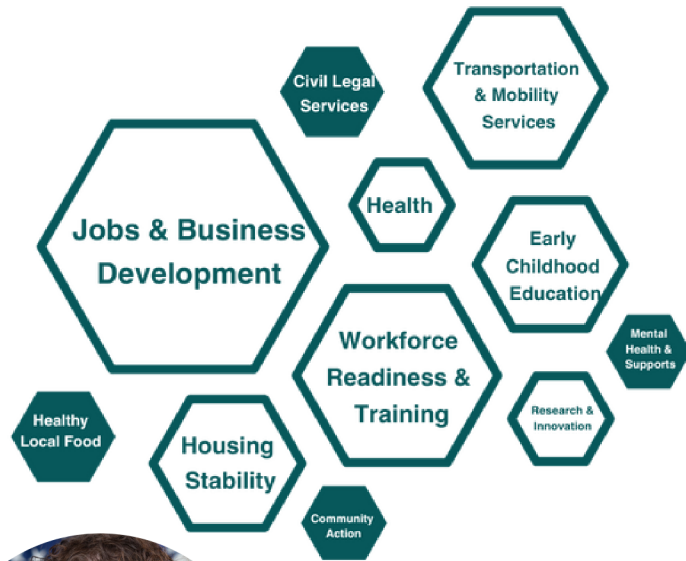 Civil Legal
Services
Transportation
& Mobility
Services
Health
Jobs & Business
Development
Early
Childhood
Education
Workforce
Readiness &
Training
Mental
Health &
Supports
Research &
Innovation
Healthy
Local Food
Housing
Stability
Community
Action